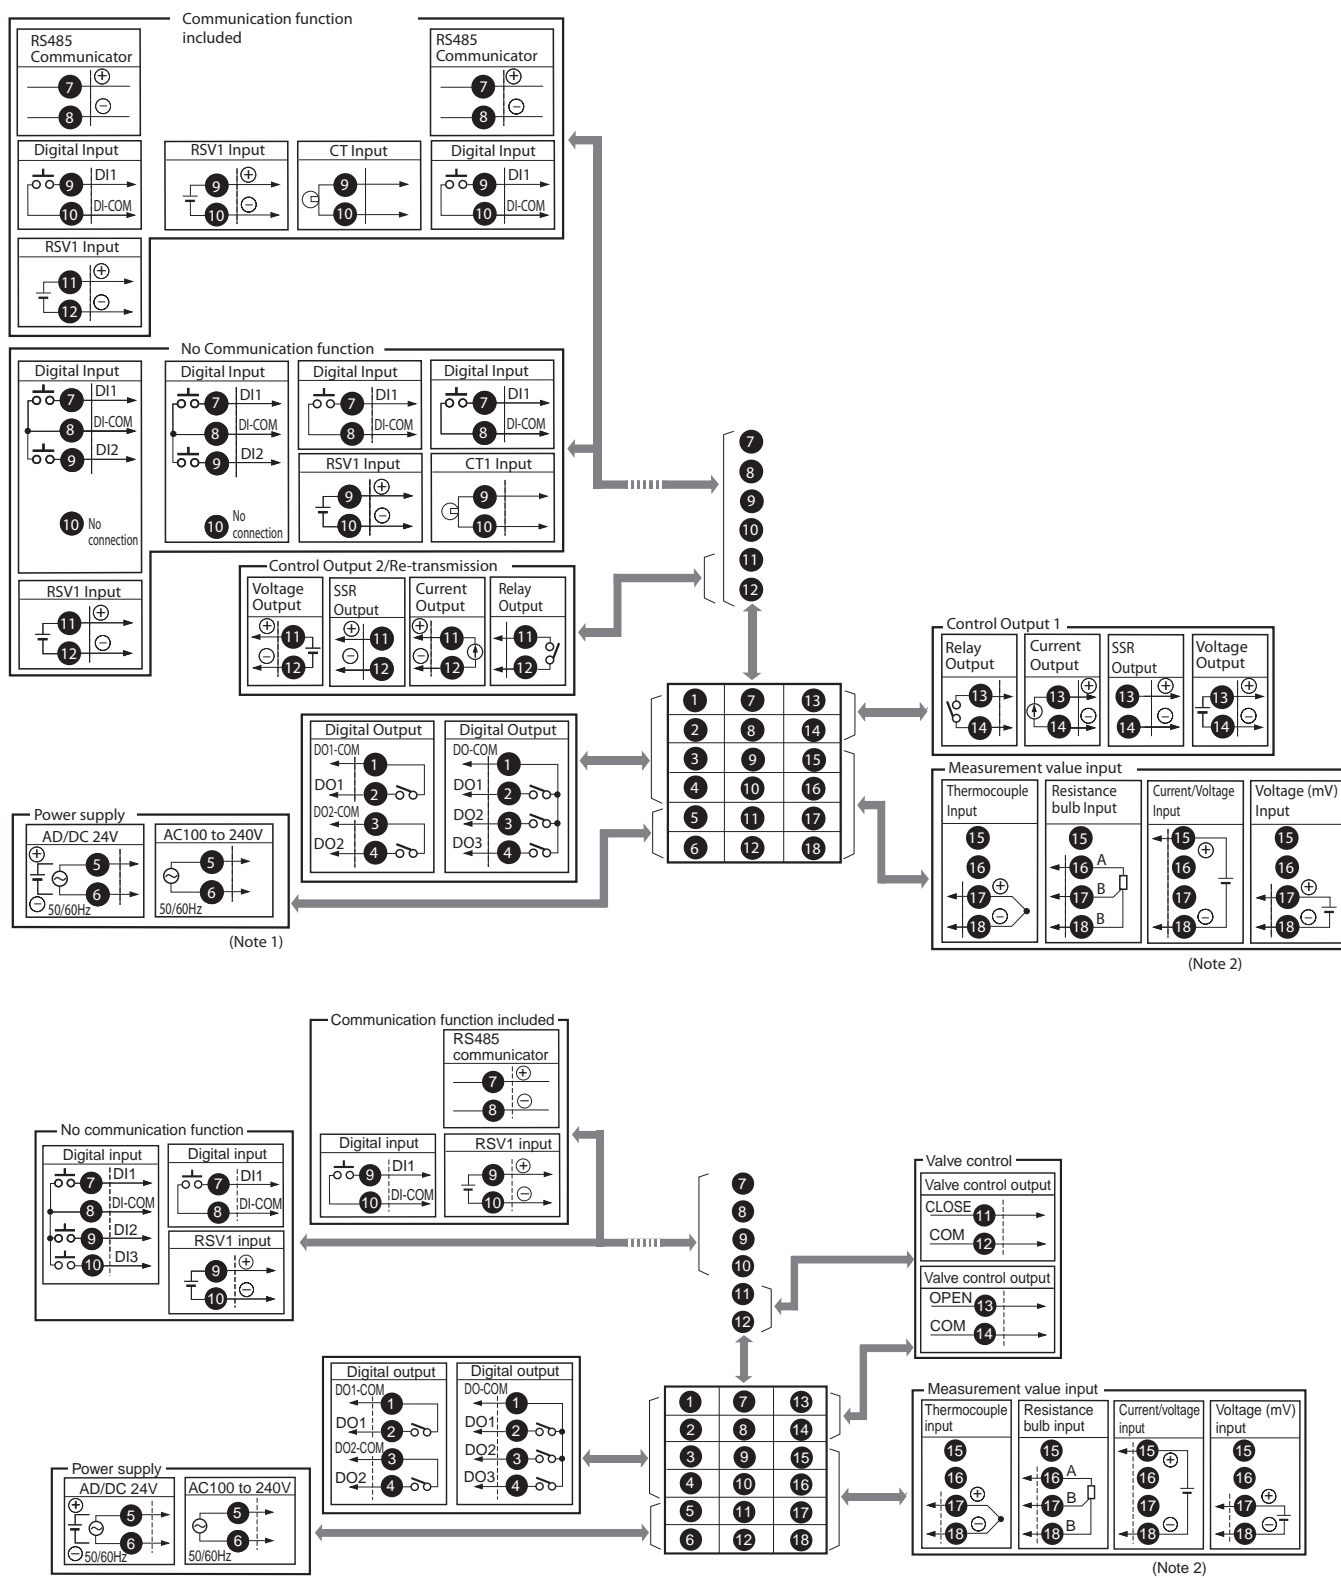 Communication function
included
RS485
Communicator
7
8
RS485
Communicator
7
8
Digital Input
9
DI1
10
DI-COM
RSV1 Input
9
10
CT Input
9
10
Digital Input
9
DI1
10
DI-COM
RSV1 Input
11
12
No Communication function
Digital Input
7
DI1
8
DI-COM
9
DI2
10
No
connection
Digital Input
7
DI1
8
DI-COM
9
DI2
10
No
connection
Digital Input
7
DI1
8
DI-COM
Digital Input
7
DI1
8
DI-COM
RSV1 Input
9
10
CT1 Input
9
10
RSV1 Input
11
12
7
8
9
10
11
12
Control Output 2/Re-transmission
Voltage
Output
11
12
SSR
Output
11
12
Current
Output
11
12
Relay
Output
11
12
Control Output 1
Relay
Output
13
14
Current
Output
13
14
SSR
Output
13
14
Voltage
Output
13
14
1 7 13
2 8 14
3 9 15
4 10 16
5 11 17
6 12 18
Digital Output
DO1-COM
1
DO1
2
DO2-COM
3
DO2
4
Digital Output
DO-COM
1
DO1
2
DO2
3
DO3
4
Power supply
AD/DC 24V
5
6
50/60Hz
AC100 to 240V
5
6
50/60Hz
(Note 1)
Measurement value input
Thermocouple
Input
15
16
17
18
Resistance
bulb Input
15
16 A
17 B
18 B
Current/Voltage
Input
15
16
17
18
Voltage (mV)
Input
15
16
17
18
(Note 2)
Communication function included
RS485
communicator
7
8
Digital input
9
DI1
10
DI-COM
RSV1 input
9
10
No communication function
Digital input
7
DI1
8
DI-COM
9
DI2
10
DI3
Digital input
7
DI1
8
DI-COM
RSV1 input
9
10
7
8
9
10
11
12
Valve control
Valve control output
CLOSE 11
COM 12
Valve control output
OPEN 13
COM 14
Digital output
DO1-COM
1
DO1
2
DO2-COM
3
DO2
4
Digital output
DO-COM
1
DO1
2
DO2
3
DO3
4
1 7 13
2 8 14
3 9 15
4 10 16
5 11 17
6 12 18
Power supply
AD/DC 24V
5
6
50/60Hz
AC100 to 240V
5
6
50/60Hz
Measurement value input
Thermocouple
input
15
16
17
18
Resistance
bulb input
15
16 A
17 B
18 B
Current/voltage
input
15
16
17
18
Voltage (mV)
input
15
16
17
18
(Note 2)